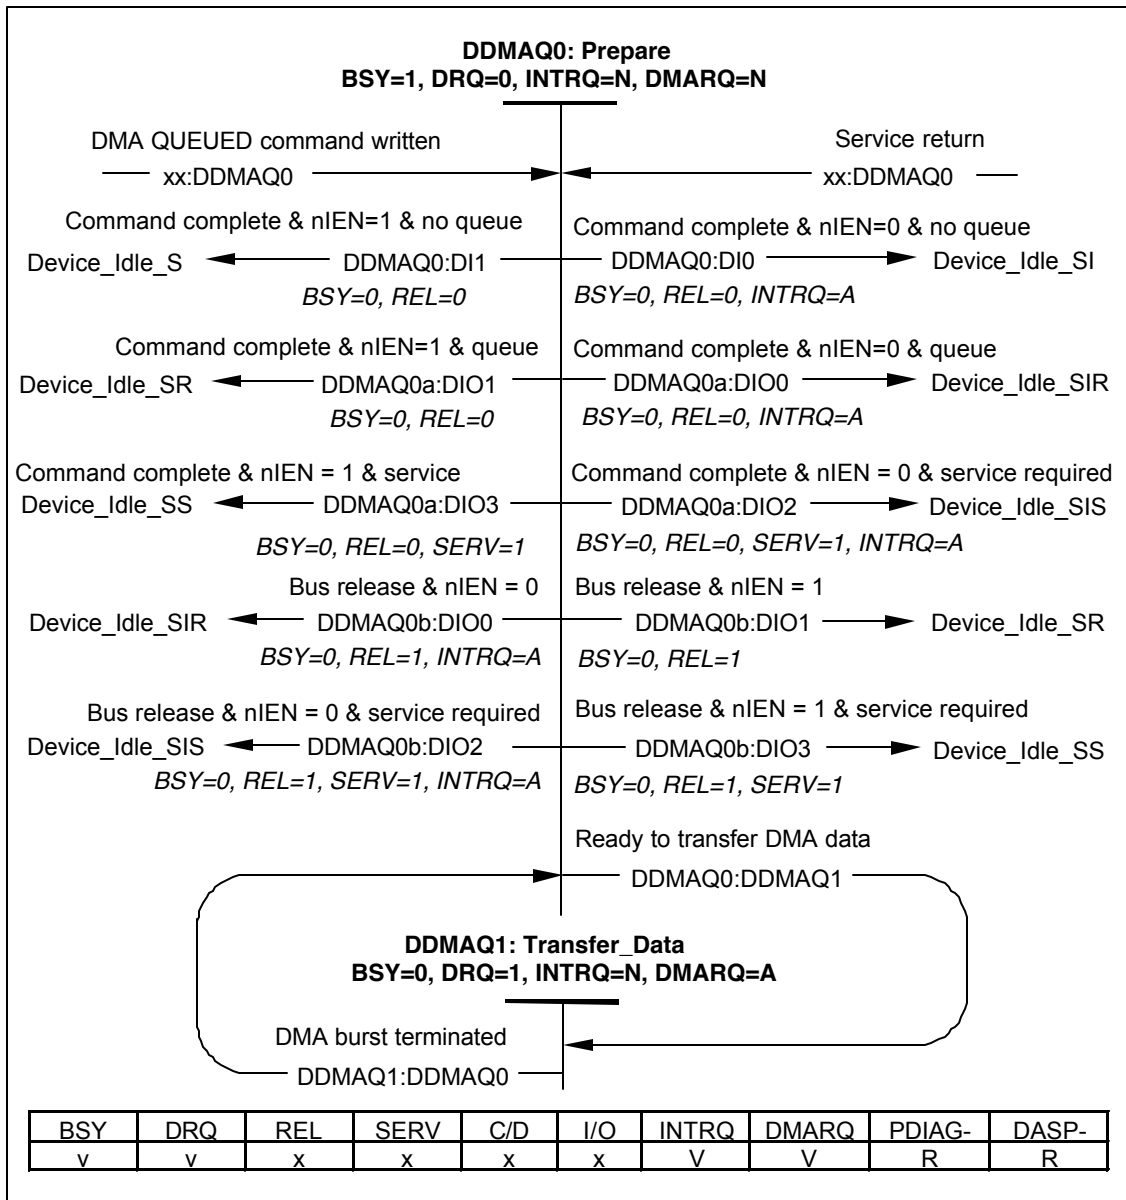 DDMAQ0: Prepare
BSY=1, DRQ=0, INTRQ=N, DMARQ=N
DMA QUEUED command written
xx:DDMAQ0
Service return
xx:DDMAQ0
Command complete & nIEN=1 & no queue
Device_Idle_S DDMAQ0:DI1
BSY=0, REL=0
Command complete & nIEN=0 & no queue
DDMAQ0:DI0 Device_Idle_SI
BSY=0, REL=0, INTRQ=A
Command complete & nIEN=1 & queue
Device_Idle_SR DDMAQ0a:DIO1
BSY=0, REL=0
Command complete & nIEN=0 & queue
DDMAQ0a:DIO0 Device_Idle_SIR
BSY=0, REL=0, INTRQ=A
Command complete & nIEN = 1 & service
Device_Idle_SS DDMAQ0a:DIO3
BSY=0, REL=0, SERV=1
Command complete & nIEN = 0 & service required
DDMAQ0a:DIO2 Device_Idle_SIS
BSY=0, REL=0, SERV=1, INTRQ=A
Bus release & nIEN = 0
Device_Idle_SIR DDMAQ0b:DIO0
BSY=0, REL=1, INTRQ=A
Bus release & nIEN = 1
DDMAQ0b:DIO1 Device_Idle_SR
BSY=0, REL=1
Bus release & nIEN = 0 & service required
Device_Idle_SIS DDMAQ0b:DIO2
BSY=0, REL=1, SERV=1, INTRQ=A
Bus release & nIEN = 1 & service required
DDMAQ0b:DIO3 Device_Idle_SS
BSY=0, REL=1, SERV=1
Ready to transfer DMA data
DDMAQ0:DDMAQ1
DDMAQ1: Transfer_Data
BSY=0, DRQ=1, INTRQ=N, DMARQ=A
DMA burst terminated
DDMAQ1:DDMAQ0
BSY DRQ REL SERV C/D I/O INTRQ DMARQ PDIAG- DASP-
v v x x x x V V R R